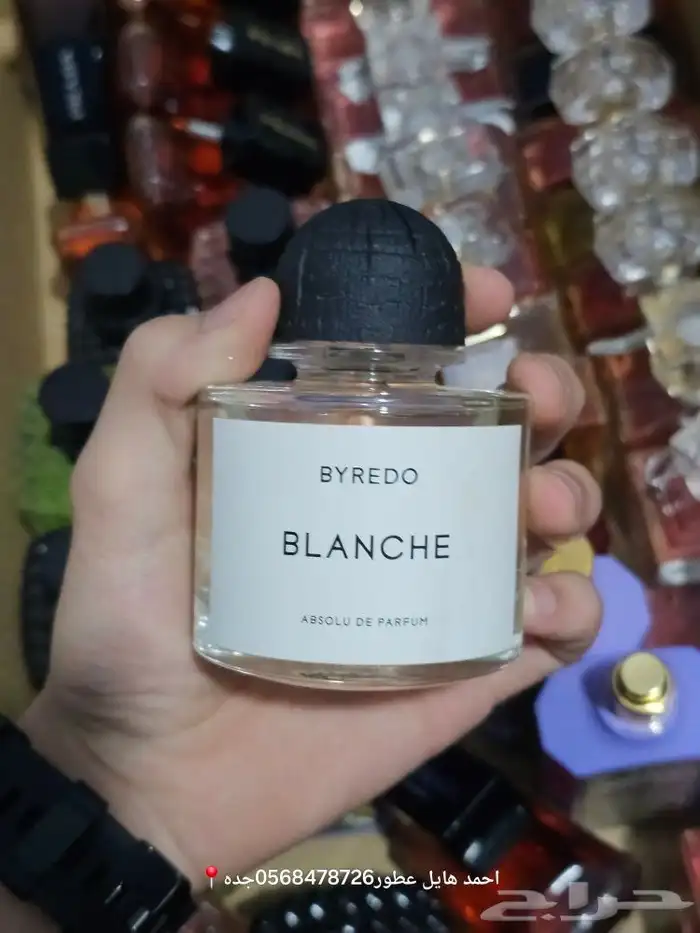 BYREDO
BLANCHE
ABSOLU DE PARFUM
احمد هايل عطور0568478726جده📍
حراج